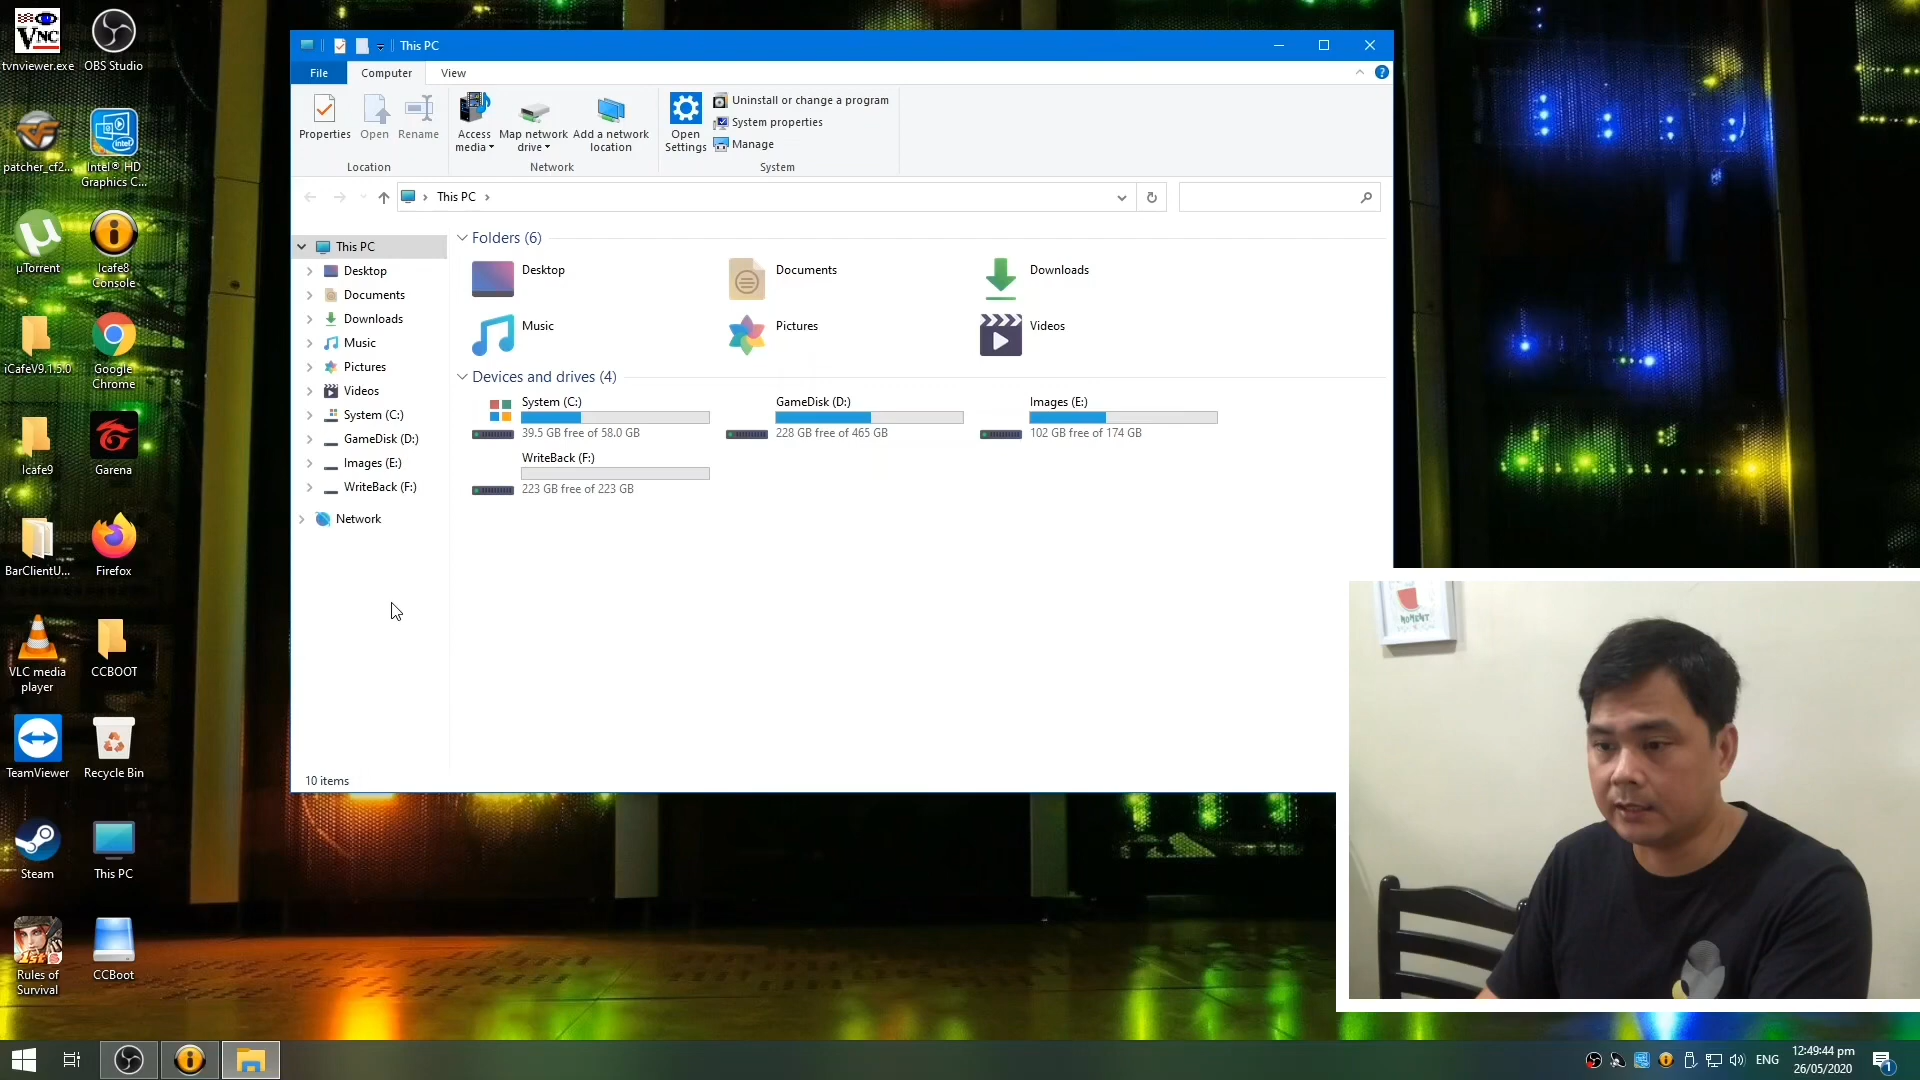 VNC
tvnviewer.exe
OBS Studio
patcher_cf2...
intel
Intel® HD
Graphics C...
µTorrent
Icafe8
Console
iCafeV9.1.5.0
Google
Chrome
Icafe9
Garena
BarClientU...
Firefox
VLC media
player
CCBOOT
TeamViewer
Recycle Bin
Steam
This PC
1st
Rules of
Survival
CCBoot
This PC
File
Computer
View
?
Properties
Open
Rename
Location
Access
media
Map network
drive
Add a network
location
Network
Open
Settings
Uninstall or change a program
System properties
Manage
System
This PC
This PC
Desktop
Documents
Downloads
Music
Pictures
Videos
System (C:)
GameDisk (D:)
Images (E:)
WriteBack (F:)
Network
Folders (6)
Desktop
Documents
Downloads
Music
Pictures
Videos
Devices and drives (4)
System (C:)
39.5 GB free of 58.0 GB
GameDisk (D:)
228 GB free of 465 GB
Images (E:)
102 GB free of 174 GB
WriteBack (F:)
223 GB free of 223 GB
10 items
MOMENT
ENG
12:49:44 pm
26/05/2020
1